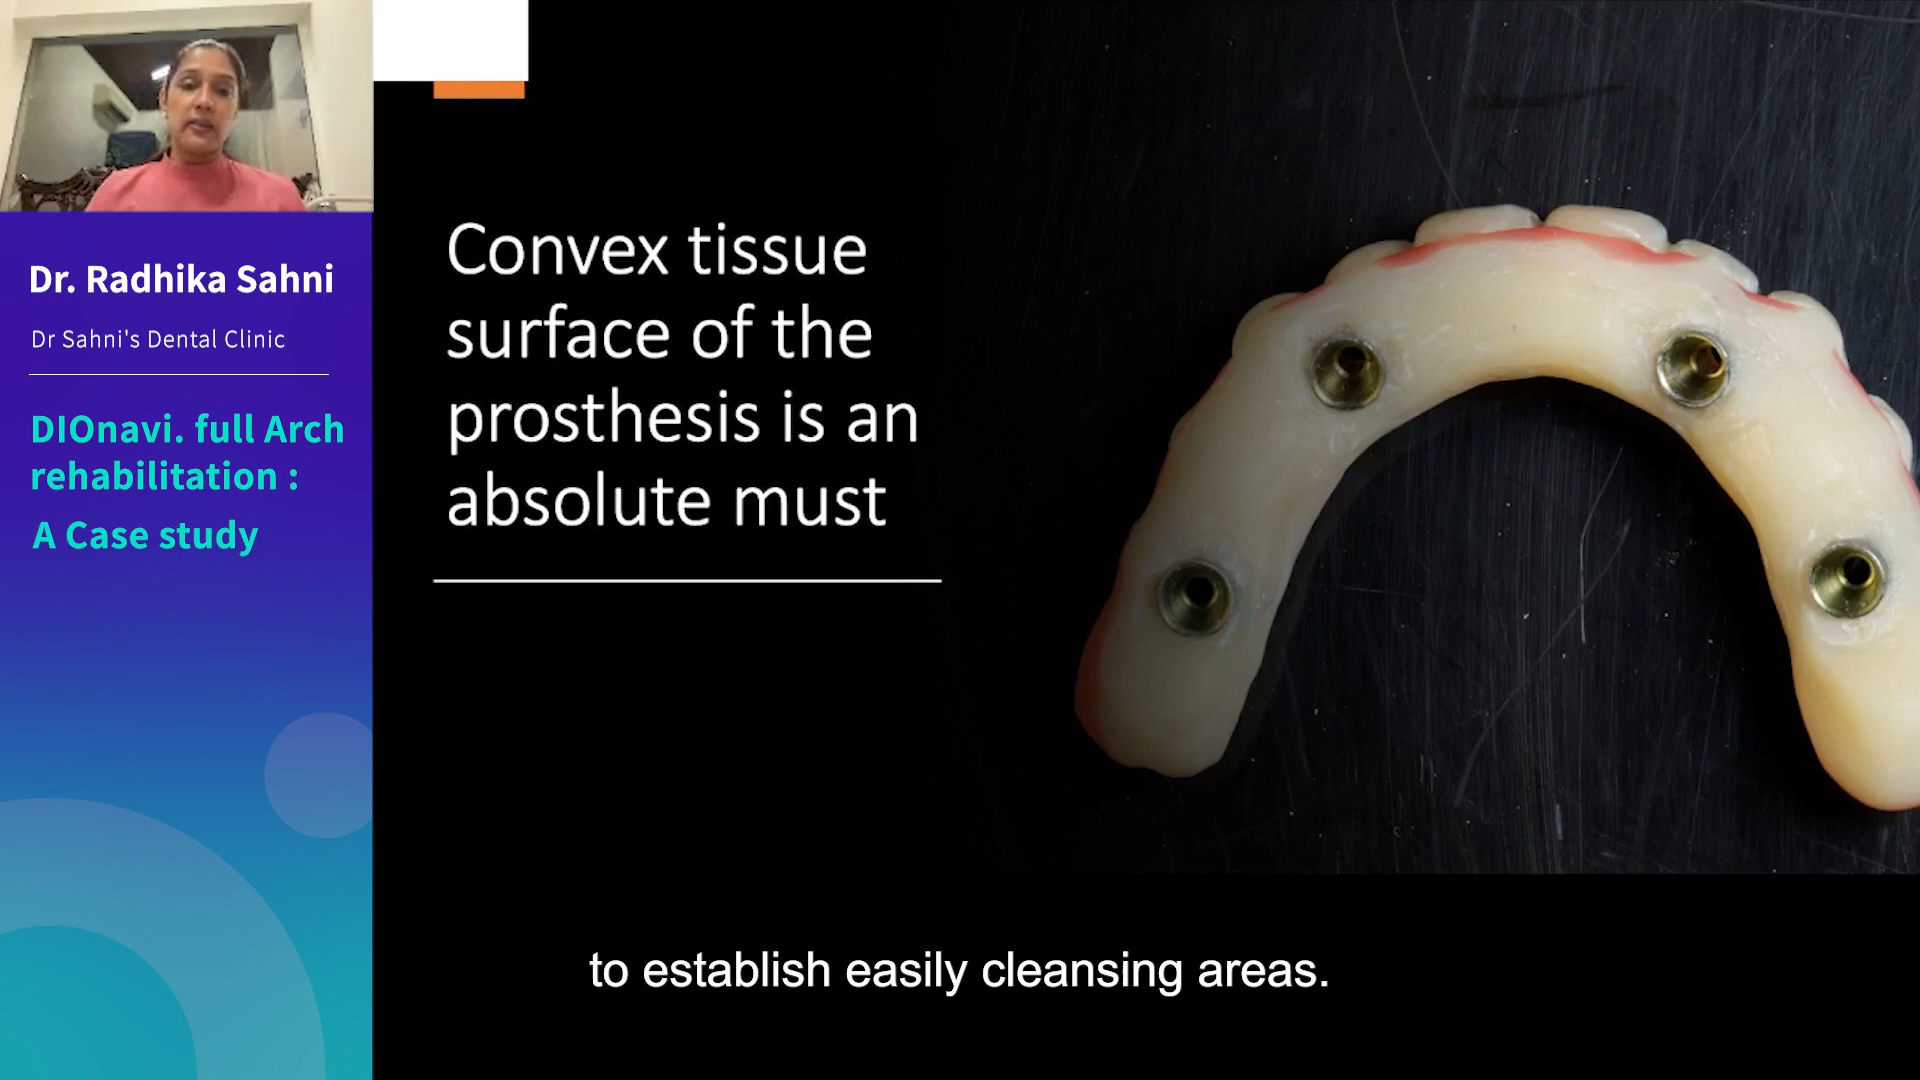 Dr. Radhika Sahni
Dr Sahni's Dental Clinic
DIOnavi. full Arch
rehabilitation :
A Case study
Convex tissue
surface of the
prosthesis is an
absolute must
to establish easily cleansing areas.